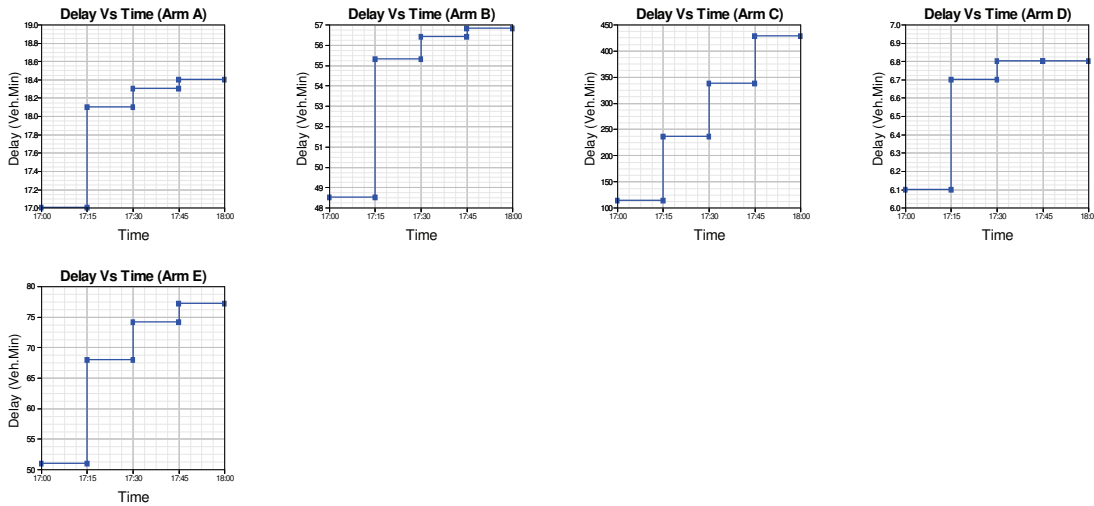 Delay Vs Time (Arm A)
19.0
18.8
18.6
18.4
18.2
18.0
17.8
17.6
17.4
17.2
17.0
Delay (Veh.Min)
17:00 17:15 17:30 17:45 18:00
Time
Delay Vs Time (Arm B)
57
56
55
54
53
52
51
50
49
48
Delay (Veh.Min)
17:00 17:15 17:30 17:45 18:00
Time
Delay Vs Time (Arm C)
450
400
350
300
250
200
150
100
Delay (Veh.Min)
17:00 17:15 17:30 17:45 18:00
Time
Delay Vs Time (Arm D)
7.0
6.9
6.8
6.7
6.6
6.5
6.4
6.3
6.2
6.1
6.0
Delay (Veh.Min)
17:00 17:15 17:30 17:45 18:0
Time
Delay Vs Time (Arm E)
80
75
70
65
60
55
50
Delay (Veh.Min)
17:00 17:15 17:30 17:45 18:00
Time